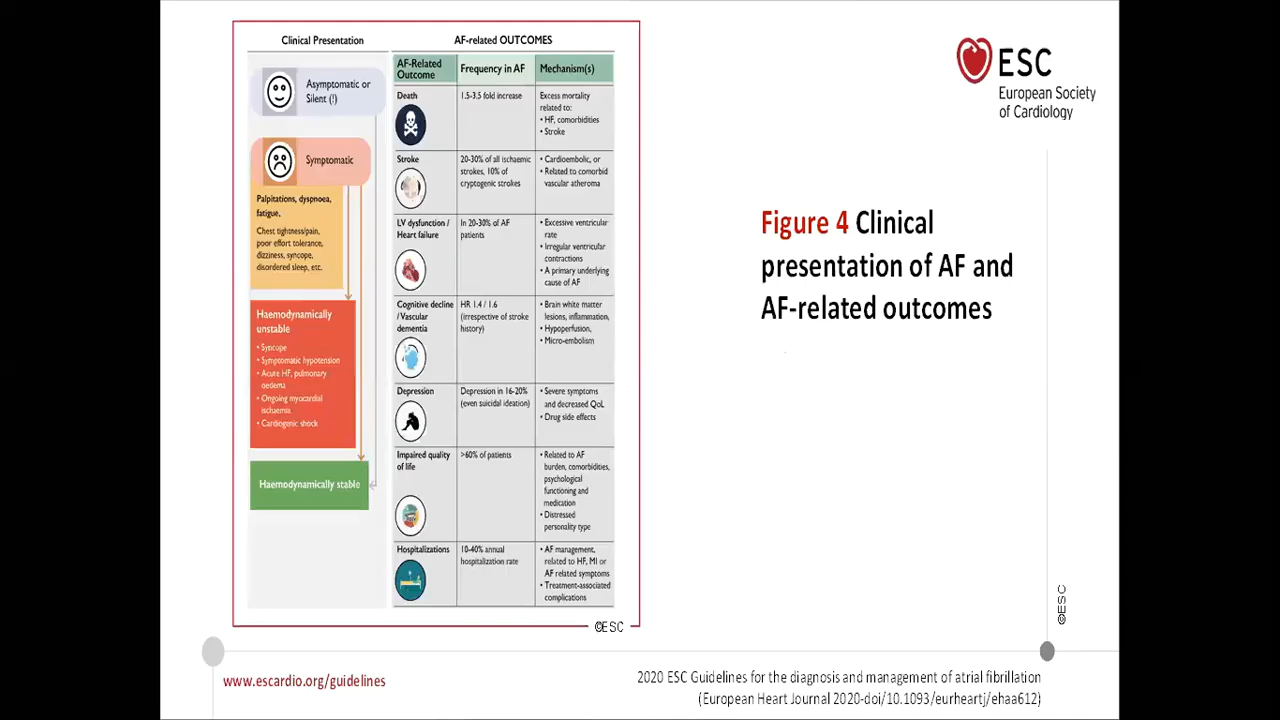 Clinical Presentation
Asymptomatic or
Silent (!)
Symptomatic
Palpitations, dyspnoea,
fatigue,
Chest tightness/pain,
poor effort tolerance,
dizziness, syncope,
disordered sleep, etc.
Haemodynamically
unstable
• Syncope
• Symptomatic hypotension
• Acute HF, pulmonary
oedema
• Ongoing myocardial
ischaemia
• Cardiogenic shock
Haemodynamically stable
AF-related OUTCOMES
AF-Related
Outcome
Frequency in AF
Mechanism(s)
Death
1.5-3.5 fold increase
Excess mortality
related to:
• HF, comorbidities
• Stroke
Stroke
20-30% of all ischaemic
strokes, 10% of
cryptogenic strokes
• Cardioembolic, or
• Related to comorbid
vascular atheroma
LV dysfunction /
Heart failure
In 20-30% of AF
patients
• Excessive ventricular
rate
• Irregular ventricular
contractions
• A primary underlying
cause of AF
Cognitive decline
/ Vascular
dementia
HR 1.4 / 1.6
(irrespective of stroke
history)
• Brain white matter
lesions, inflammation,
• Hypoperfusion,
• Micro-embolism
Depression
Depression in 16-20%
(even suicidal ideation)
• Severe symptoms
and decreased QoL
• Drug side effects
Impaired quality
of life
>60% of patients
• Related to AF
burden, comorbidities,
psychological
functioning and
medication
• Distressed
personality type
Hospitalizations
10-40% annual
hospitalization rate
• AF management,
related to HF, MI or
AF related symptoms
• Treatment-associated
complications
©ESC
ESC
European Society
of Cardiology
Figure 4 Clinical
presentation of AF and
AF-related outcomes
©ESC
www.escardio.org/guidelines
2020 ESC Guidelines for the diagnosis and management of atrial fibrillation
(European Heart Journal 2020-doi/10.1093/eurheartj/ehaa612)